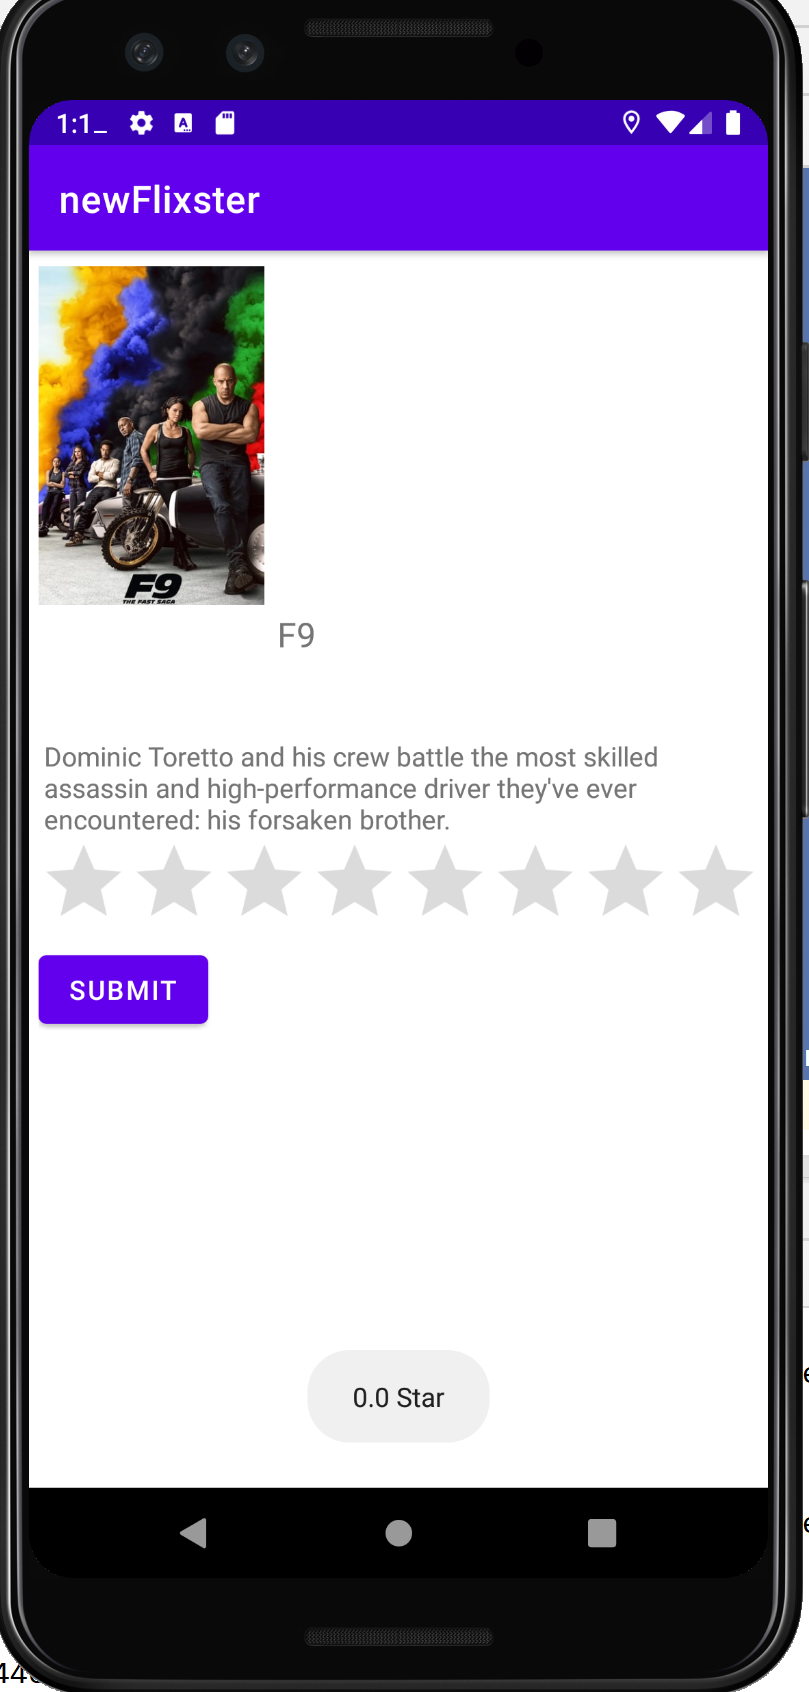 1:1_
A
newFlixster
F9
THE FAST SAGA
F9
Dominic Toretto and his crew battle the most skilled
assassin and high-performance driver they've ever
encountered: his forsaken brother.
SUBMIT
0.0 Star